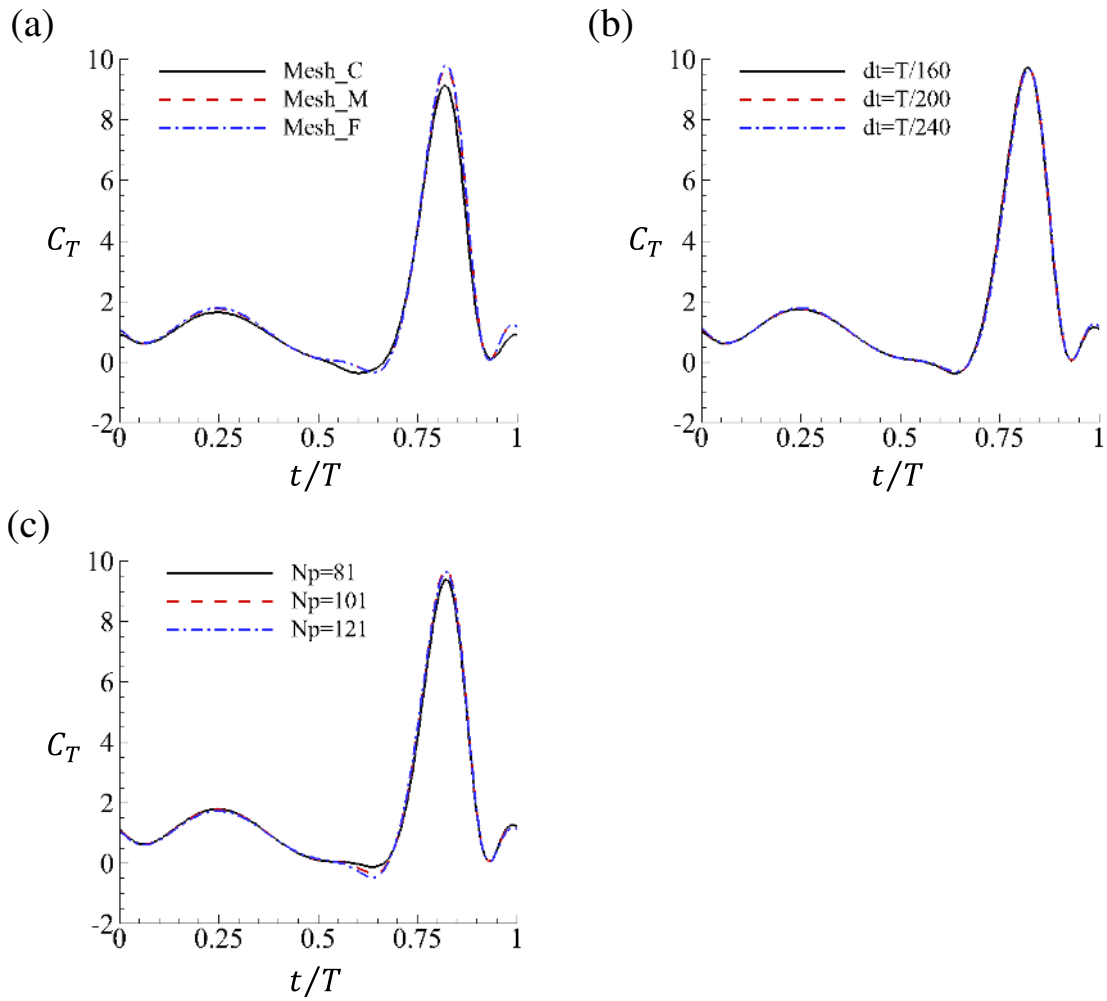 (a)
10
8
6
4
2
0
-2
C_T
Mesh_C
Mesh_M
Mesh_F
0
0.25
0.5
0.75
1
t/T
(b)
10
8
6
4
2
0
-2
C_T
dt=T/160
dt=T/200
dt=T/240
0
0.25
0.5
0.75
1
t/T
(c)
10
8
6
4
2
0
-2
C_T
Np=81
Np=101
Np=121
0
0.25
0.5
0.75
1
t/T